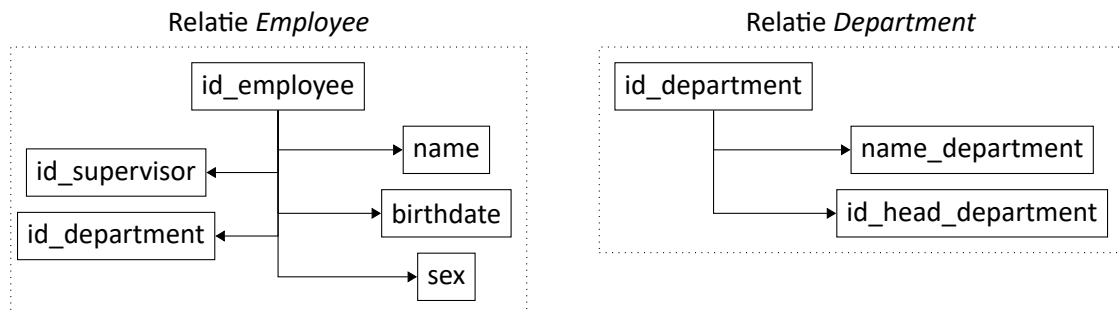 Relatie Employee
id_employee
name
id_supervisor
birthdate
id_department
sex
Relatie Department
id_department
name_department
id_head_department